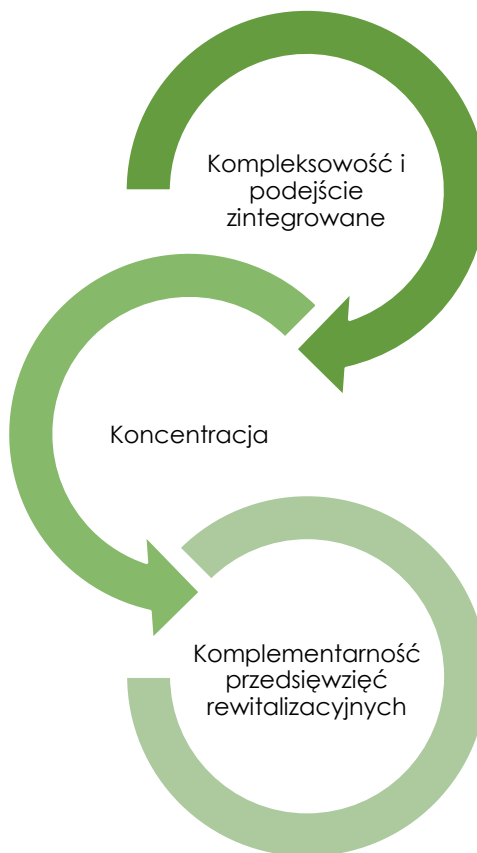 Kompleksowość i
podejście
zintegrowane
Koncentracja
Komplementarność
przedsięwzięć
rewitalizacyjnych